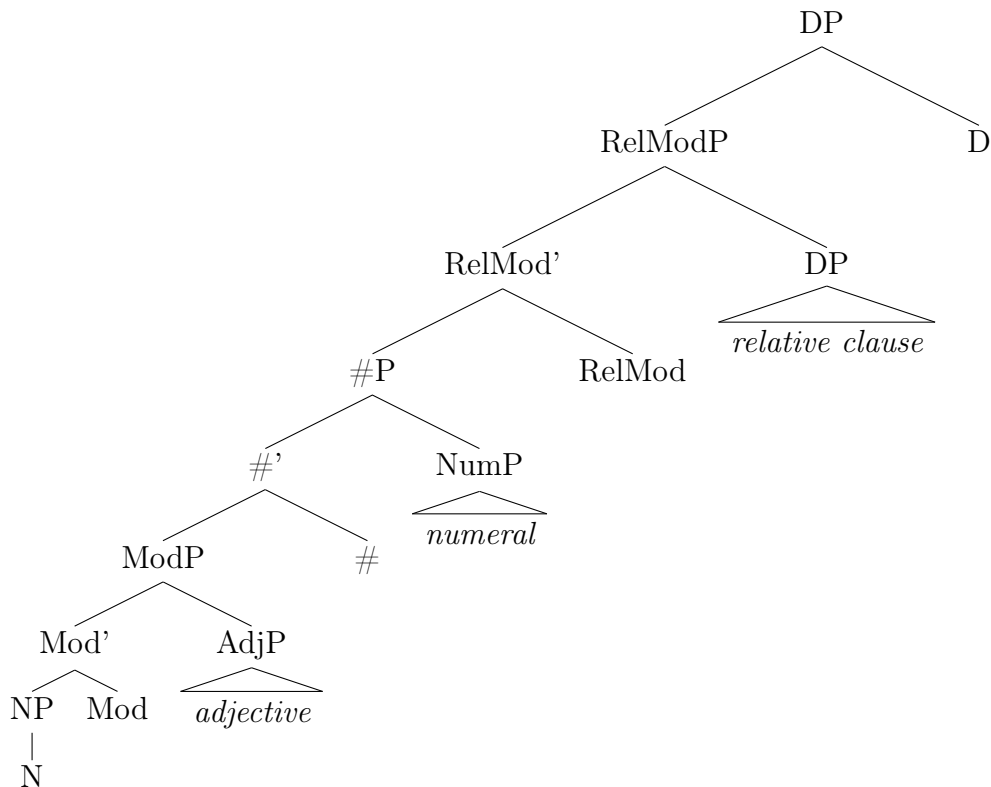 DP
RelModP D
RelMod' DP
relative clause
#P RelMod
#' NumP
numeral
ModP #
Mod' AdjP
NP Mod adjective
N